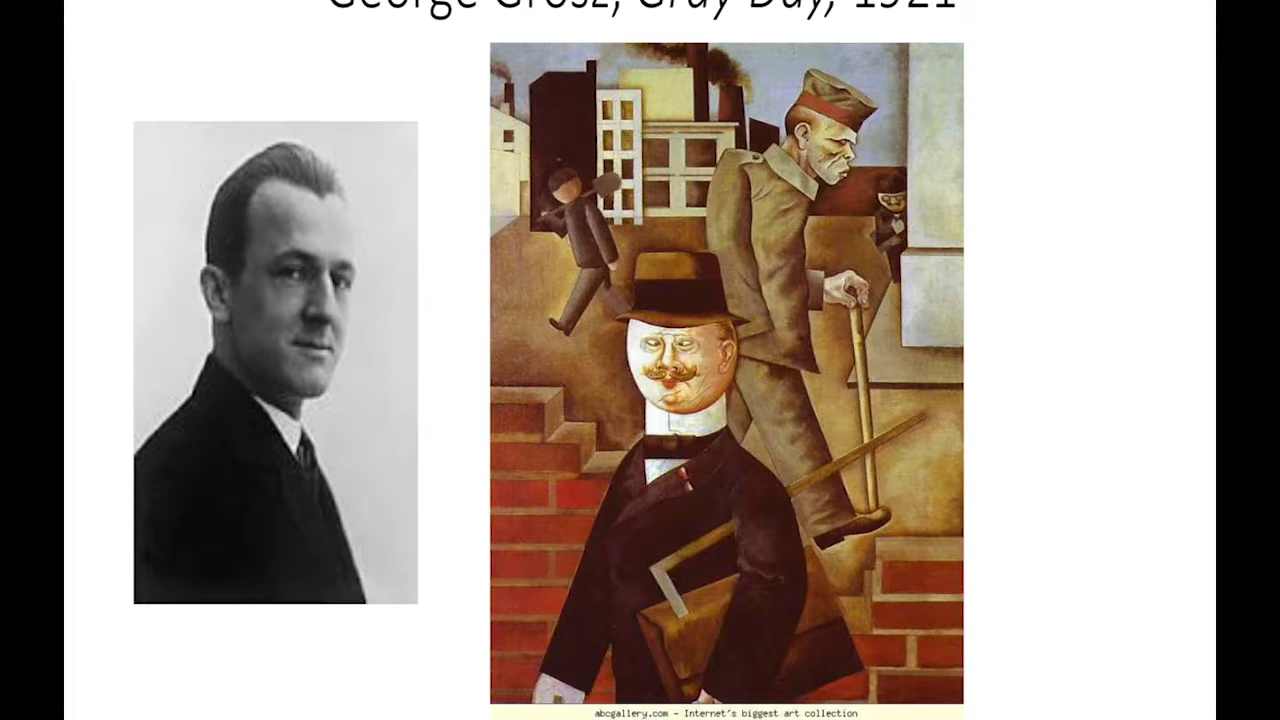 George Grosz, Gray Day, 1921
abcgallery.com - Internet's biggest art collection